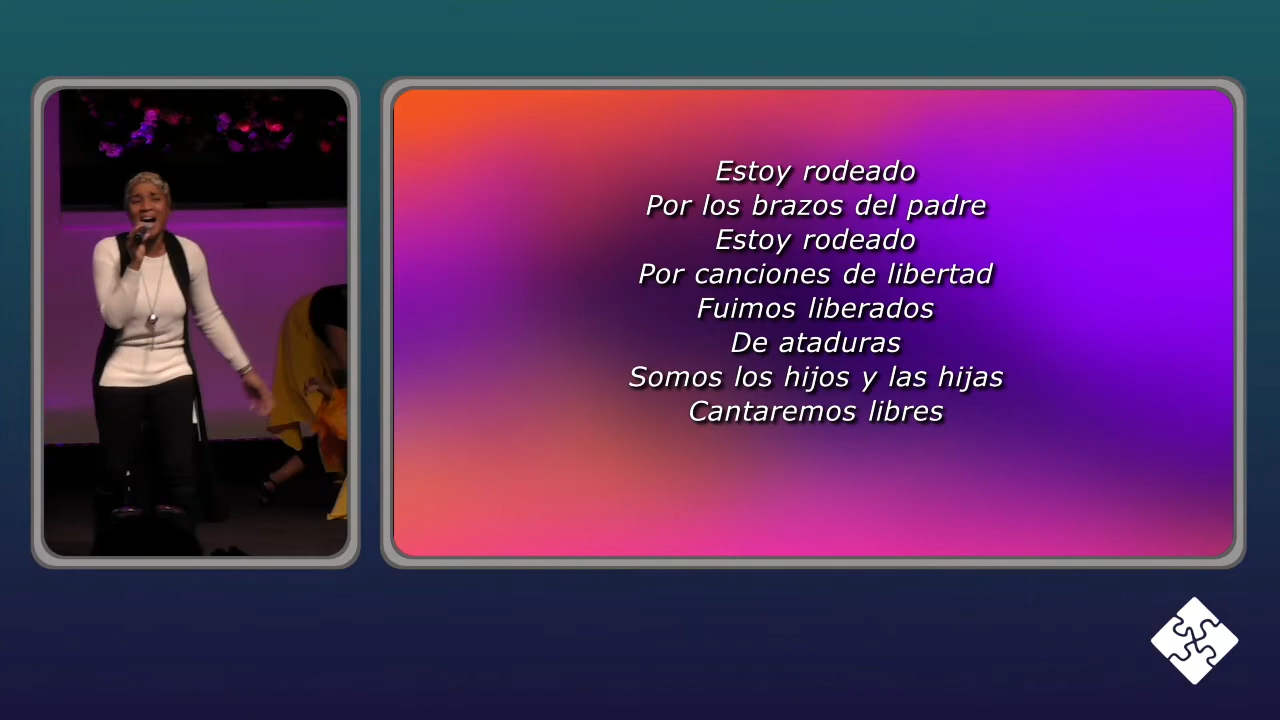 Estoy rodeado
Por los brazos del padre
Estoy rodeado
Por canciones de libertad
Fuimos liberados
De ataduras
Somos los hijos y las hijas
Cantaremos libres